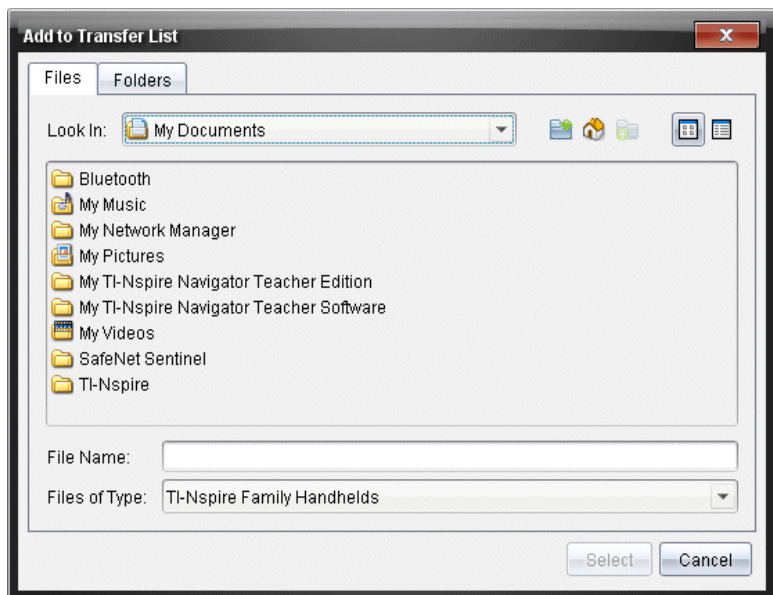 Add to Transfer List
Files Folders
Look In: My Documents
Bluetooth
My Music
My Network Manager
My Pictures
My TI-Nspire Navigator Teacher Edition
My TI-Nspire Navigator Teacher Software
My Videos
SafeNet Sentinel
TI-Nspire
File Name:
Files of Type: TI-Nspire Family Handhelds
Select Cancel